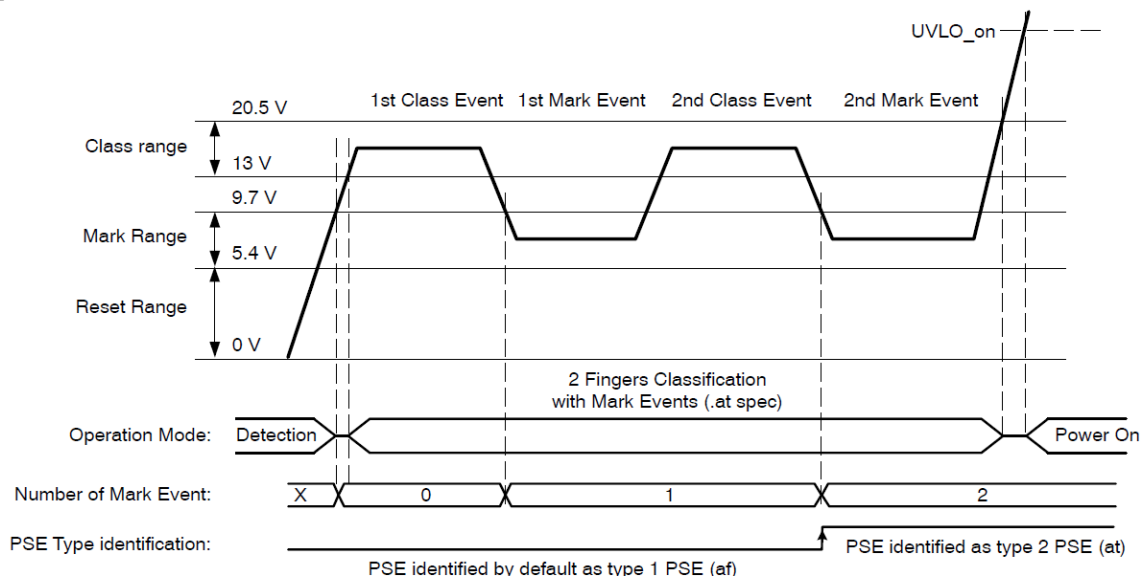 UVLO_on
1st Class Event 1st Mark Event 2nd Class Event 2nd Mark Event
20.5 V
Class range
13 V
9.7 V
Mark Range
5.4 V
Reset Range
0 V
2 Fingers Classification
with Mark Events (.at spec)
Operation Mode: Detection Power On
Number of Mark Event: X 0 1 2
PSE Type identification: PSE identified as type 2 PSE (at)
PSE identified by default as type 1 PSE (af)